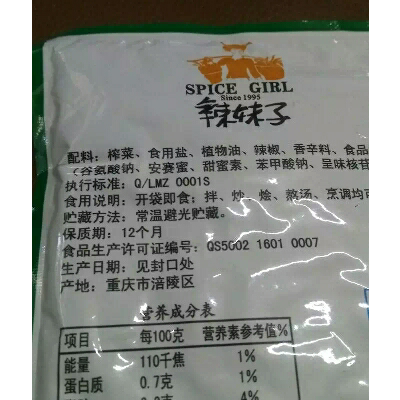 SPICE GIRL
Since 1995
辣妹子
配料：榨菜、食用盐、植物油、辣椒、香辛料、食品
（谷氨酸钠、安赛蜜、甜蜜素、苯甲酸钠、呈味核苷
执行标准：Q/LMZ 0001S
食用说明：开袋即食；拌、炒、烩、熬汤、烹调均可
贮藏方法：常温避光贮藏。
保质期：12个月
食品生产许可证编号：QS5002 1601 0007
生产日期：见封口处
产地：重庆市涪陵区
营养成分表
项目 每100克 营养素参考值%
能量 110千焦 1%
蛋白质 0.7克 1%
4%